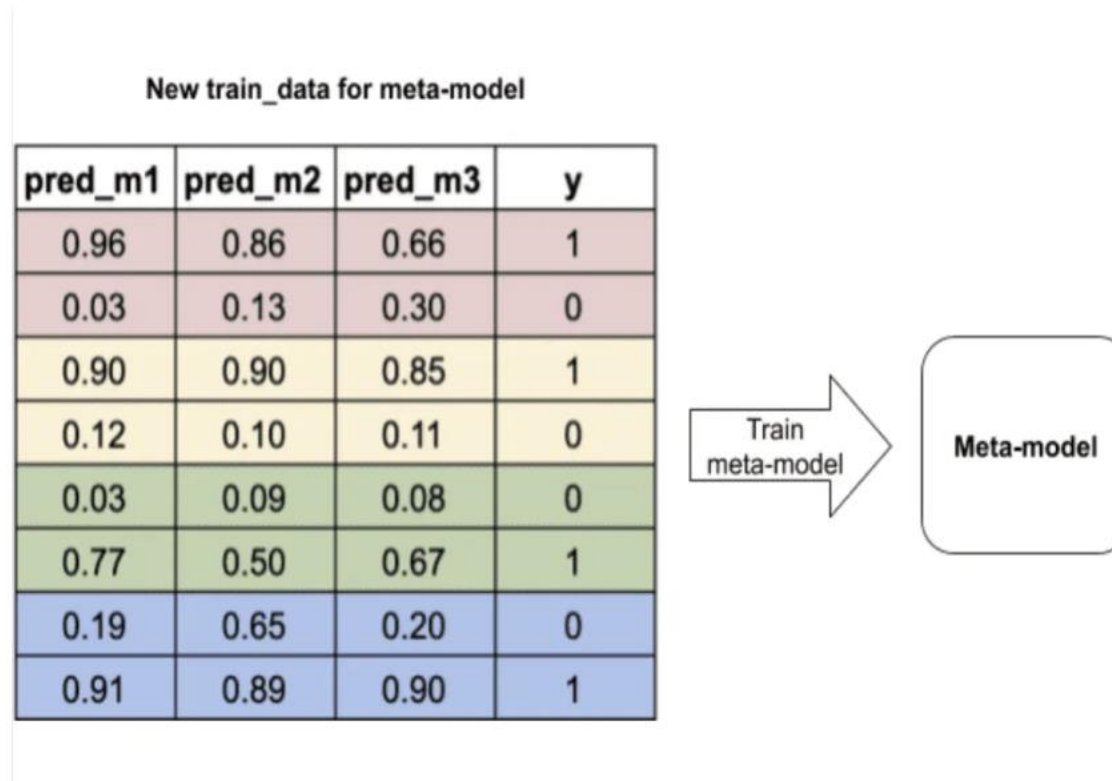 New train_data for meta-model
pred_m1 pred_m2 pred_m3 y
0.96 0.86 0.66 1
0.03 0.13 0.30 0
0.90 0.90 0.85 1
0.12 0.10 0.11 0
0.03 0.09 0.08 0
0.77 0.50 0.67 1
0.19 0.65 0.20 0
0.91 0.89 0.90 1
Train
meta-model
Meta-model